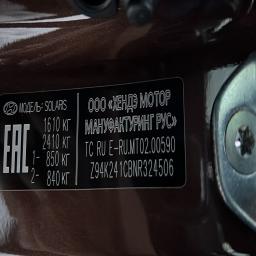 МОДЕЛЬ: SOLARIS
1610 КГ
2410 КГ
1- 850 КГ
2- 840 КГ
EAC
ООО «ХЕНДЭ МОТОР
МАНУФАКТУРИНГ РУС»
ТС RU E-RU.MT02.00590
Z94K241CBNR324506